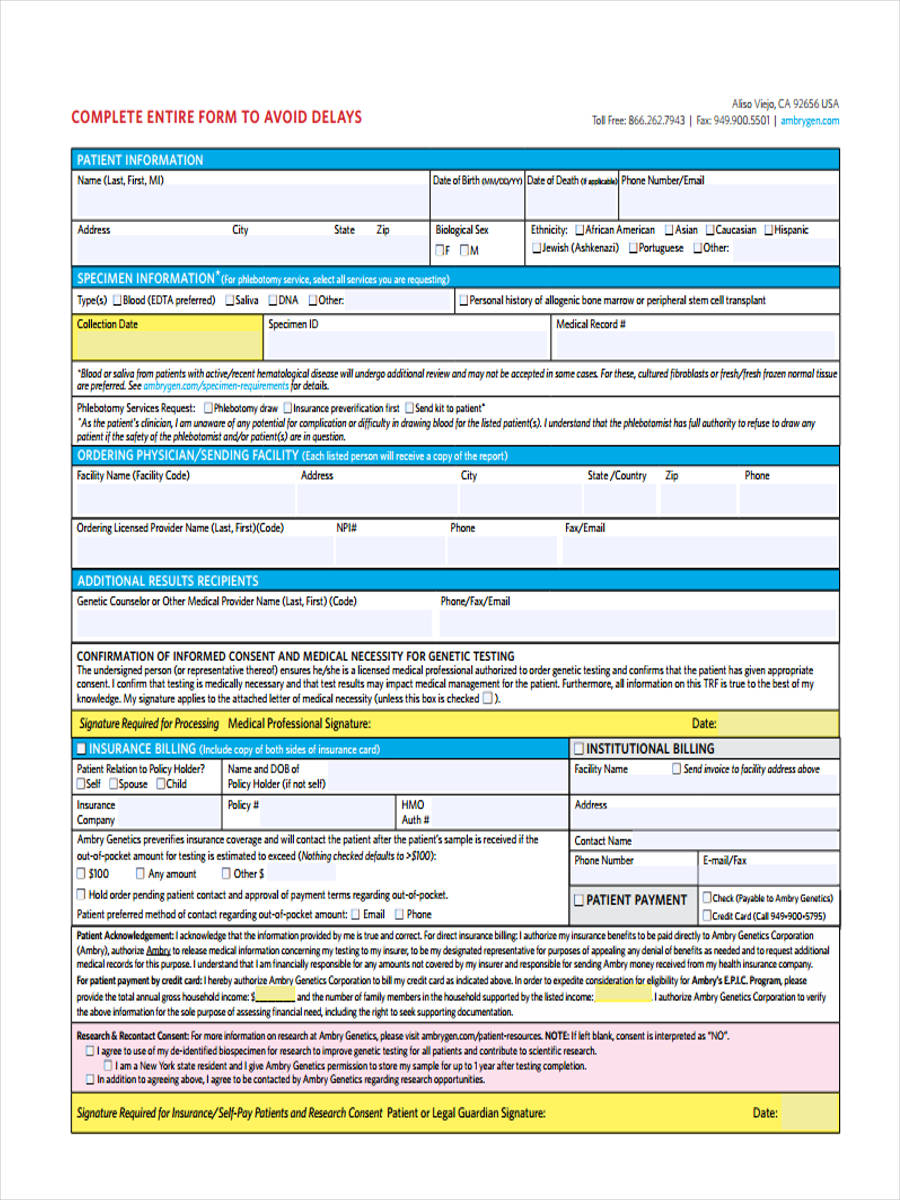 Aliso Viejo, CA 92656 USA
COMPLETE ENTIRE FORM TO AVOID DELAYS
Toll Free: 866.262.7943 | Fax: 949.900.5501 | ambrygen.com
PATIENT INFORMATION
Name (Last, First, MI) Date of Birth (MM/DD/YY) Date of Death (if applicable) Phone Number/Email
Address City State Zip Biological Sex Ethnicity: ☐African American ☐Asian ☐Caucasian ☐Hispanic
☐F ☐M ☐Jewish (Ashkenazi) ☐Portuguese ☐Other:
SPECIMEN INFORMATION* (For phlebotomy service, select all services you are requesting)
Type(s) ☐Blood (EDTA preferred) ☐Saliva ☐DNA ☐Other: ☐Personal history of allogenic bone marrow or peripheral stem cell transplant
Collection Date Specimen ID Medical Record #
*Blood or saliva from patients with active/recent hematological disease will undergo additional review and may not be accepted in some cases. For these, cultured fibroblasts or fresh/fresh frozen normal tissue
are preferred. See ambrygen.com/specimen-requirements for details.
Phlebotomy Services Request: ☐Phlebotomy draw ☐Insurance preverification first ☐Send kit to patient*
*As the patient's clinician, I am unaware of any potential for complication or difficulty in drawing blood for the listed patient(s). I understand that the phlebotomist has full authority to refuse to draw any
patient if the safety of the phlebotomist and/or patient(s) are in question.
ORDERING PHYSICIAN/SENDING FACILITY (Each listed person will receive a copy of the report)
Facility Name (Facility Code) Address City State /Country Zip Phone
Ordering Licensed Provider Name (Last, First)(Code) NPI# Phone Fax/Email
ADDITIONAL RESULTS RECIPIENTS
Genetic Counselor or Other Medical Provider Name (Last, First) (Code) Phone/Fax/Email
CONFIRMATION OF INFORMED CONSENT AND MEDICAL NECESSITY FOR GENETIC TESTING
The undersigned person (or representative thereof) ensures he/she is a licensed medical professional authorized to order genetic testing and confirms that the patient has given appropriate
consent. I confirm that testing is medically necessary and that test results may impact medical management for the patient. Furthermore, all information on this TRF is true to the best of my
knowledge. My signature applies to the attached letter of medical necessity (unless this box is checked ☐ ).
Signature Required for Processing Medical Professional Signature: Date:
☐ INSURANCE BILLING (Include copy of both sides of insurance card) ☐ INSTITUTIONAL BILLING
Patient Relation to Policy Holder? Name and DOB of Facility Name ☐ Send invoice to facility address above
☐Self ☐Spouse ☐Child Policy Holder (if not self)
Insurance Policy # HMO Address
Company Auth #
Ambry Genetics preverifies insurance coverage and will contact the patient after the patient's sample is received if the Contact Name
out-of-pocket amount for testing is estimated to exceed (Nothing checked defaults to >$100): Phone Number E-mail/Fax
☐ $100 ☐ Any amount ☐ Other $
☐ Hold order pending patient contact and approval of payment terms regarding out-of-pocket. ☐ PATIENT PAYMENT ☐Check (Payable to Ambry Genetics)
Patient preferred method of contact regarding out-of-pocket amount: ☐ Email ☐ Phone ☐Credit Card (Call 949•900•5795)
Patient Acknowledgement: I acknowledge that the information provided by me is true and correct. For direct insurance billing: I authorize my insurance benefits to be paid directly to Ambry Genetics Corporation
(Ambry), authorize Ambry to release medical information concerning my testing to my insurer, to be my designated representative for purposes of appealing any denial of benefits as needed and to request additional
medical records for this purpose. I understand that I am financially responsible for any amounts not covered by my insurer and responsible for sending Ambry money received from my health insurance company.
For patient payment by credit card: I hereby authorize Ambry Genetics Corporation to bill my credit card as indicated above. In order to expedite consideration for eligibility for Ambry's E.P.I.C. Program, please
provide the total annual gross household income: $ and the number of family members in the household supported by the listed income: . I authorize Ambry Genetics Corporation to verify
the above information for the sole purpose of assessing financial need, including the right to seek supporting documentation.
Research & Recontact Consent: For more information on research at Ambry Genetics, please visit ambrygen.com/patient-resources. NOTE: If left blank, consent is interpreted as "NO".
☐ I agree to use of my de-identified biospecimen for research to improve genetic testing for all patients and contribute to scientific research.
☐ I am a New York state resident and I give Ambry Genetics permission to store my sample for up to 1 year after testing completion.
☐ In addition to agreeing above, I agree to be contacted by Ambry Genetics regarding research opportunities.
Signature Required for Insurance/Self-Pay Patients and Research Consent Patient or Legal Guardian Signature: Date: